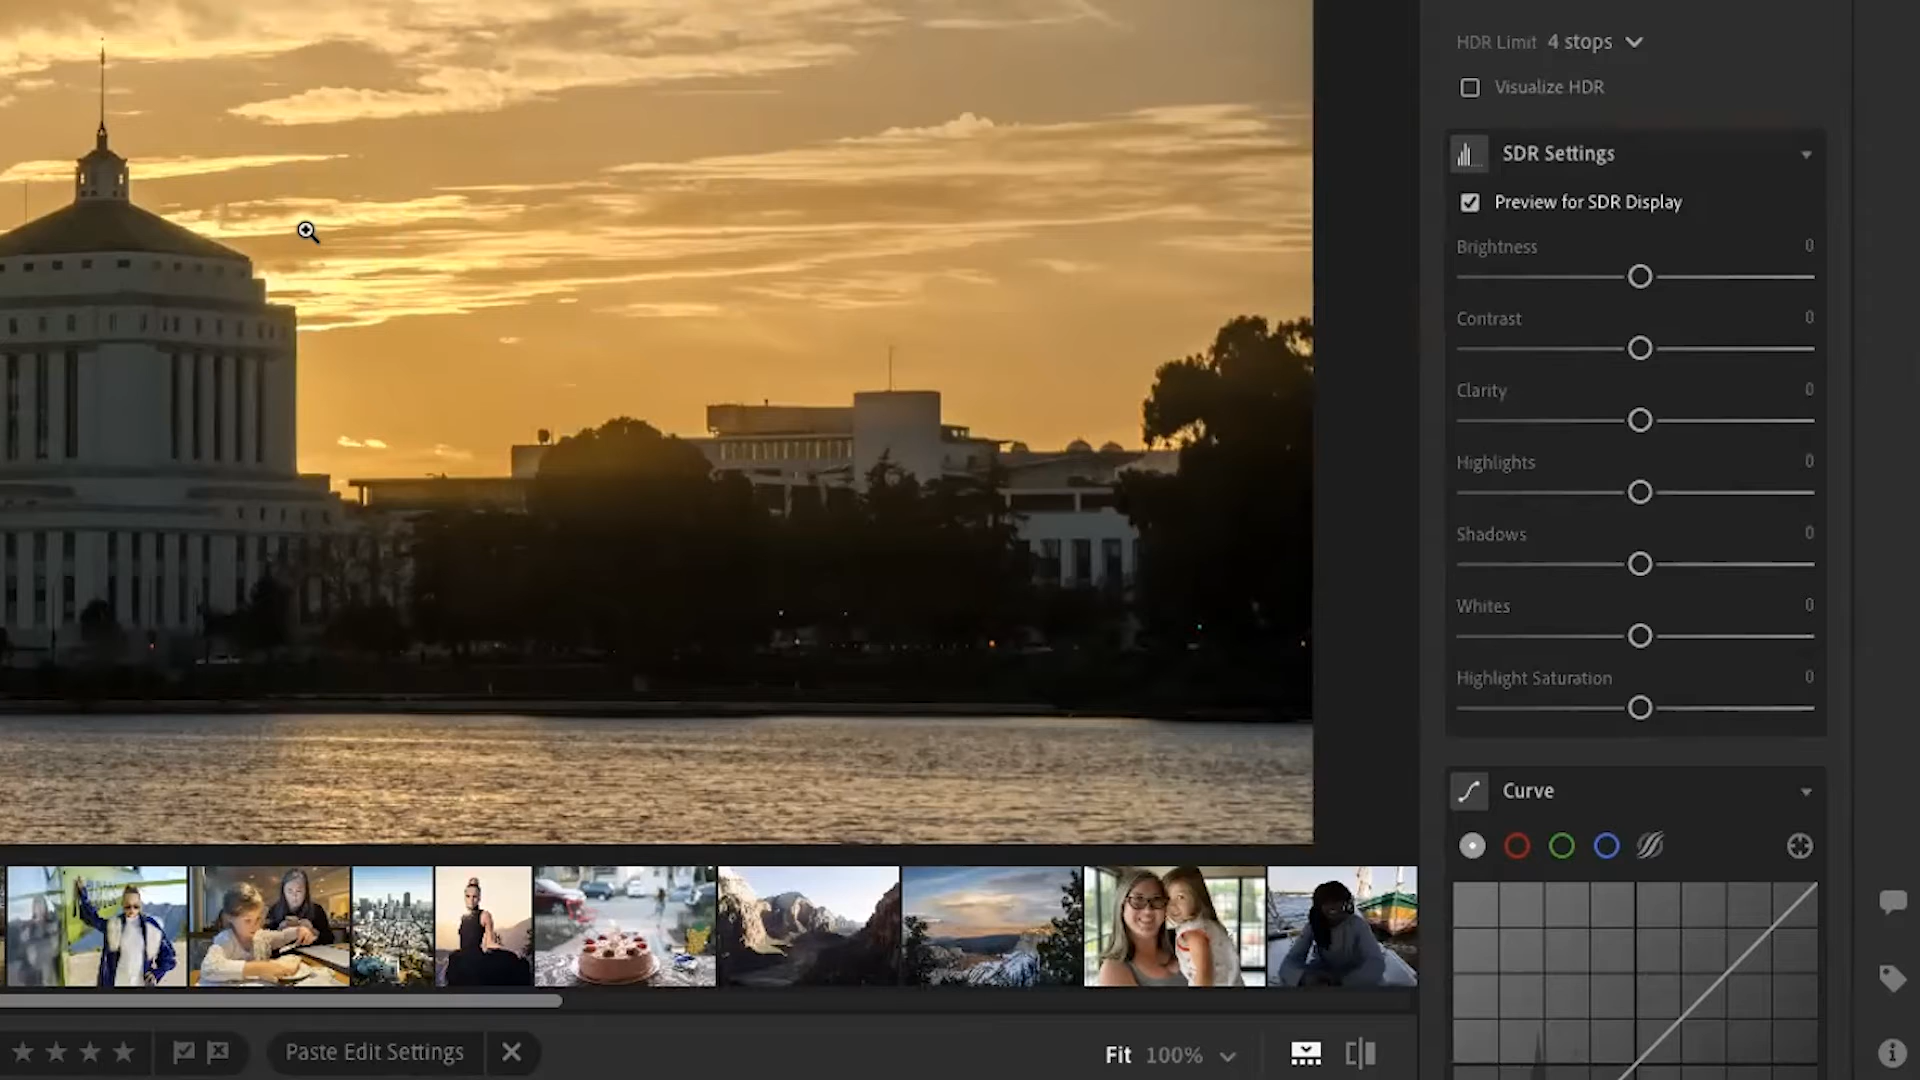 HDR Limit 4 stops
Visualize HDR
SDR Settings
Preview for SDR Display
Brightness 0
Contrast 0
Clarity 0
Highlights 0
Shadows 0
Whites 0
Highlight Saturation 0
Curve
Paste Edit Settings
Fit 100%